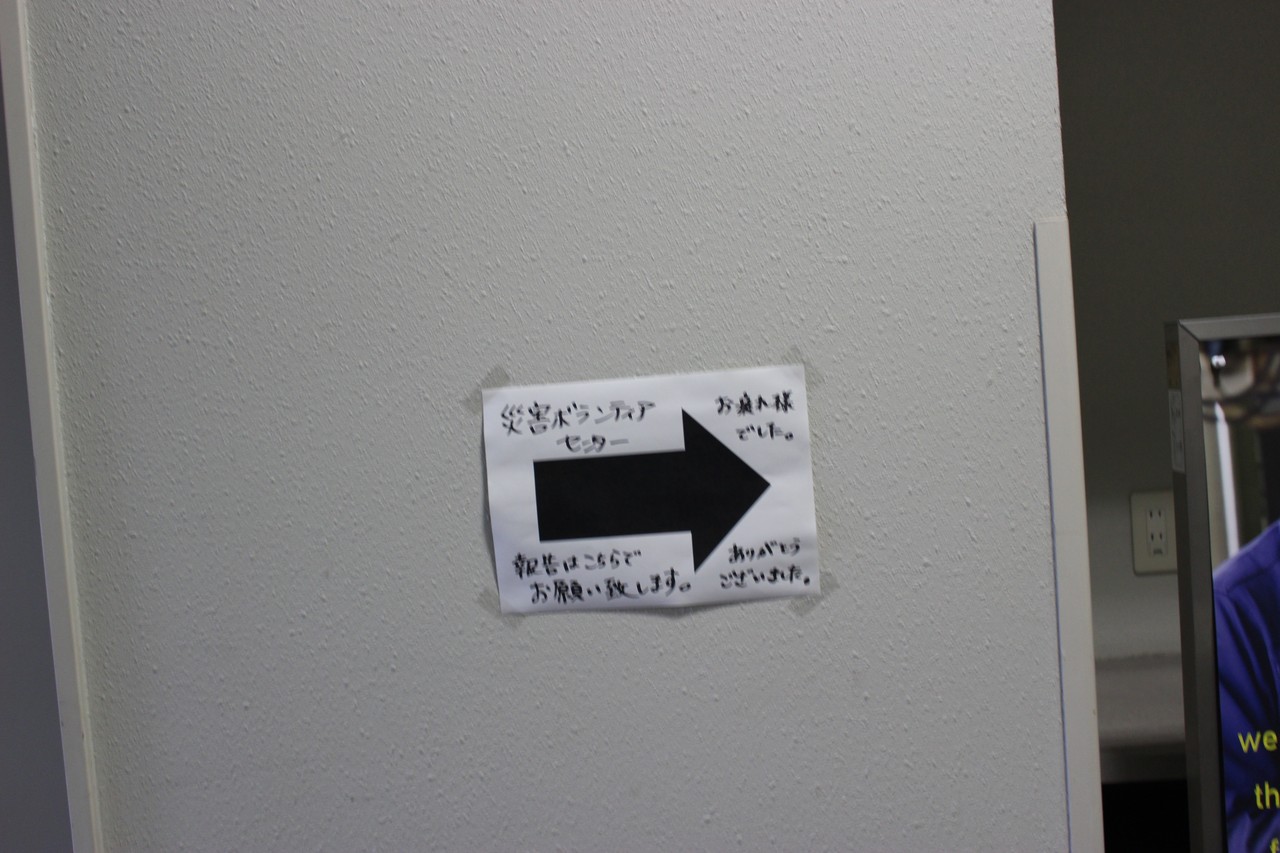 災害ボランティア
センター
お疲れ様
でした。
報告はこちらで
お願い致します。
ありがとう
ございました。
we
th